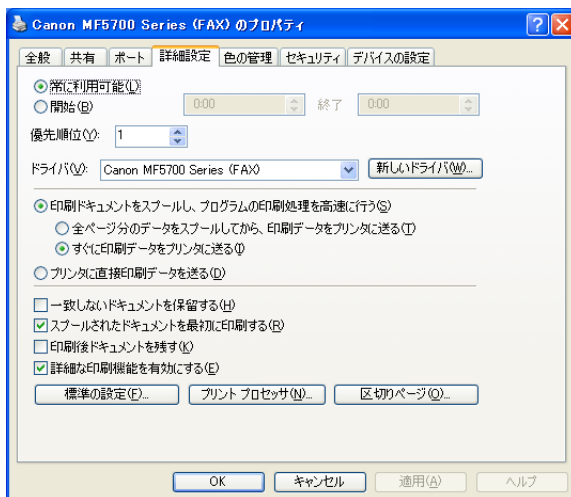 Canon MF5700 Series (FAX) のプロパティ
全般 共有 ポート 詳細設定 色の管理 セキュリティ デバイスの設定
常に利用可能(L)
開始(B) 0:00 終了 0:00
優先順位(Y): 1
ドライバ(V): Canon MF5700 Series (FAX) 新しいドライバ(W)...
印刷ドキュメントをスプールし、プログラムの印刷処理を高速に行う(S)
全ページ分のデータをスプールしてから、印刷データをプリンタに送る(T)
すぐに印刷データをプリンタに送る(I)
プリンタに直接印刷データを送る(D)
一致しないドキュメントを保留する(H)
スプールされたドキュメントを最初に印刷する(R)
印刷後ドキュメントを残す(K)
詳細な印刷機能を有効にする(E)
標準の設定(F)... プリント プロセッサ(N)... 区切りページ(O)...
OK キャンセル 適用(A) ヘルプ